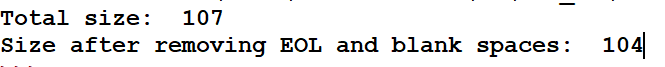 Total size:  107
Size after removing EOL and blank spaces:  104